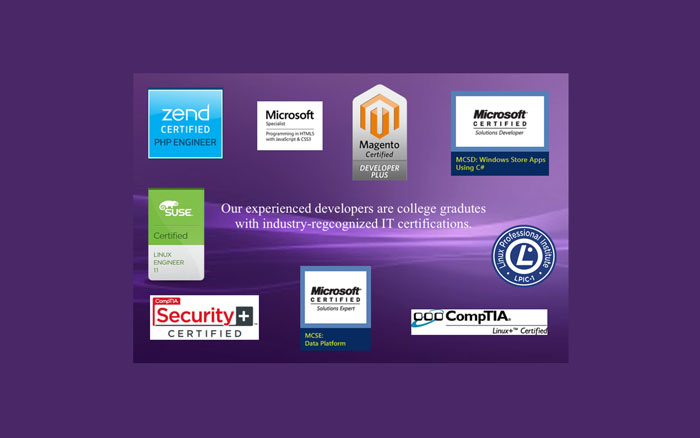 zend
CERTIFIED
PHP ENGINEER
Microsoft
Specialist
Programming in HTML5
with JavaScript & CSS3
Magento
Certified
DEVELOPER
PLUS
Microsoft
CERTIFIED
Solutions Developer
MCSD: Windows Store Apps
Using C#
SUSE
Certified
LINUX
ENGINEER
11
Our experienced developers are college gradutes
with industry-regcognized IT certifications.
Linux Professional Institute
LPIC-1
CompTIA
Security+™
CERTIFIED
Microsoft
CERTIFIED
Solutions Expert
MCSE:
Data Platform
CompTIA
Linux+™ Certified